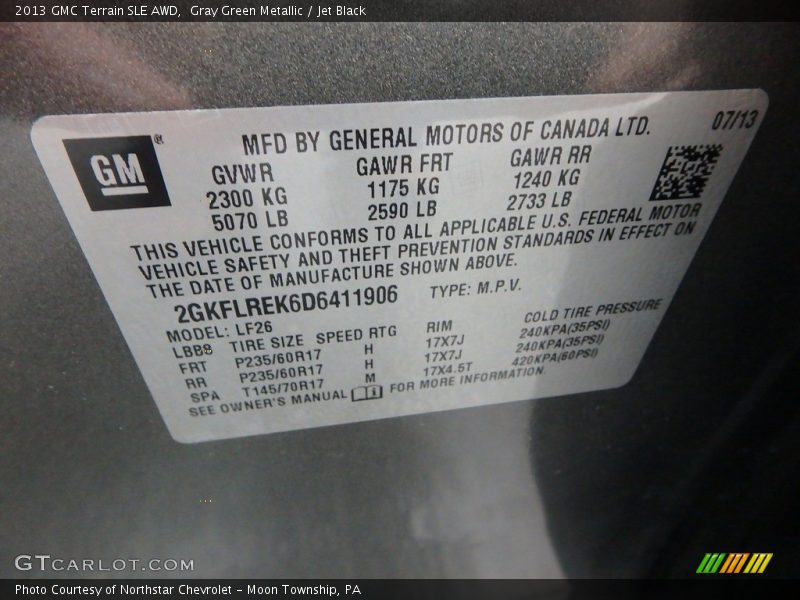 2013 GMC Terrain SLE AWD,  Gray Green Metallic / Jet Black
GM ®
MFD BY GENERAL MOTORS OF CANADA LTD. 07/13
GVWR GAWR FRT GAWR RR
2300 KG 1175 KG 1240 KG
5070 LB 2590 LB 2733 LB
THIS VEHICLE CONFORMS TO ALL APPLICABLE U.S. FEDERAL MOTOR
VEHICLE SAFETY AND THEFT PREVENTION STANDARDS IN EFFECT ON
THE DATE OF MANUFACTURE SHOWN ABOVE.
2GKFLREK6D6411906 TYPE: M.P.V.
MODEL: LF26
LBB8 TIRE SIZE SPEED RTG RIM COLD TIRE PRESSURE
FRT P235/60R17 H 17X7J 240KPA(35PSI)
RR P235/60R17 H 17X7J 240KPA(35PSI)
SPA T145/70R17 M 17X4.5T 420KPA(60PSI)
SEE OWNER'S MANUAL FOR MORE INFORMATION.
GTCARLOT.COM
Photo Courtesy of Northstar Chevrolet - Moon Township, PA